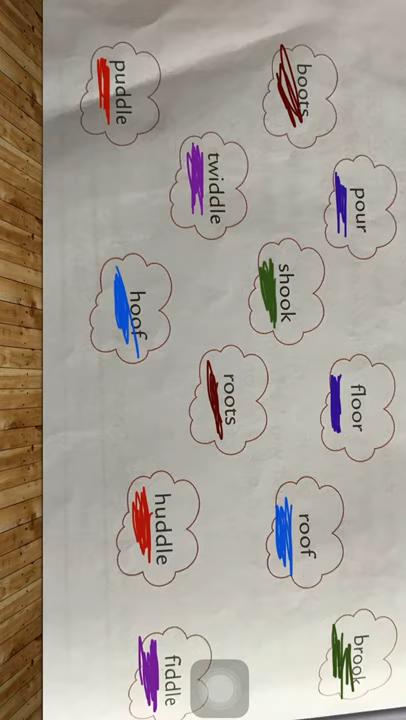 brook
floor
pour
roof
shook
boots
roots
twiddle
fiddle
huddle
hoof
puddle